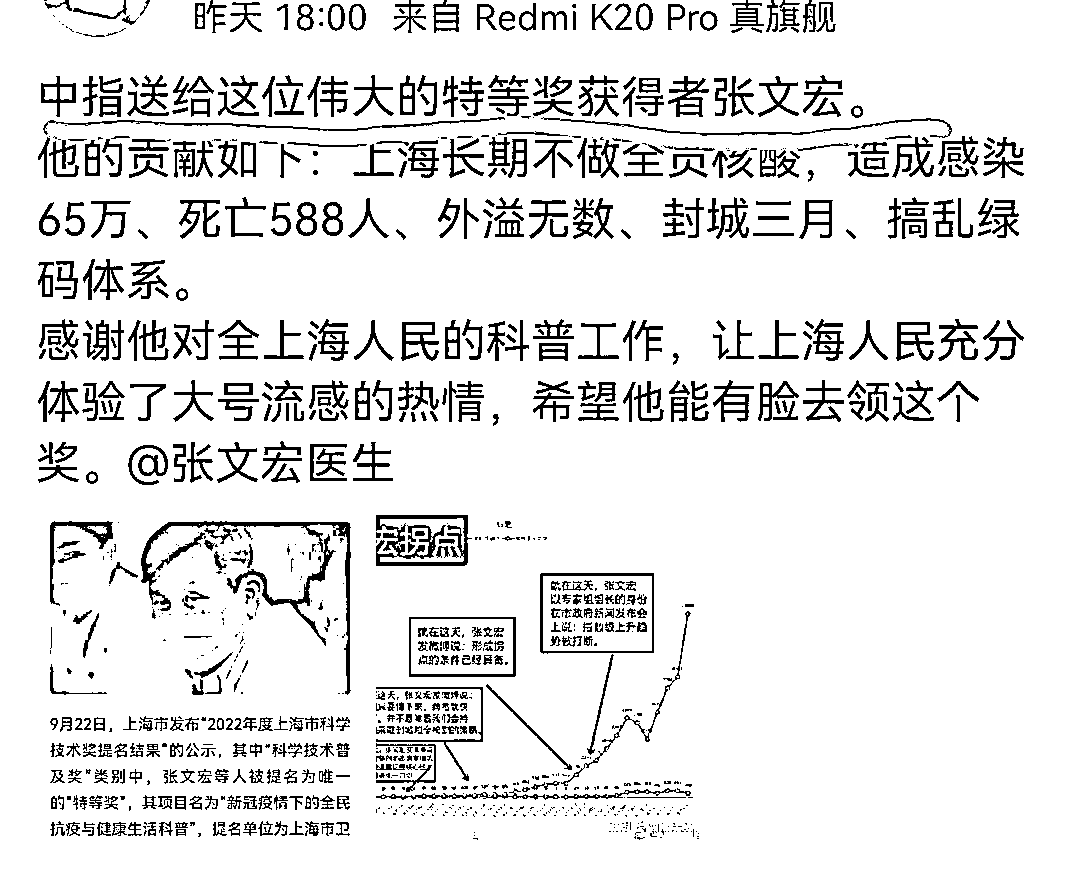 昨天 18:00 来自 Redmi K20 Pro 真旗舰
中指送给这位伟大的特等奖获得者张文宏。
他的贡献如下：上海长期不做全员核酸，造成感染
65万、死亡588人、外溢无数、封城三月、搞乱绿
码体系。
感谢他对全上海人民的科普工作，让上海人民充分
体验了大号流感的热情，希望他能有脸去领这个
奖。@张文宏医生
宏拐点
就在这天，张文宏
以专家组组长的身份
在市政府新闻发布会
上说：指数级上升趋
势被打断。
就在这天，张文宏
发微博说：形成拐
点的条件已经具备。
9月22日，上海市发布"2022年度上海市科学
技术奖提名结果"的公示，其中"科学技术普
及奖"类别中，张文宏等人被提名为唯一
的"特等奖"，其项目名为"新冠疫情下的全民
抗疫与健康生活科普"，提名单位为上海市卫